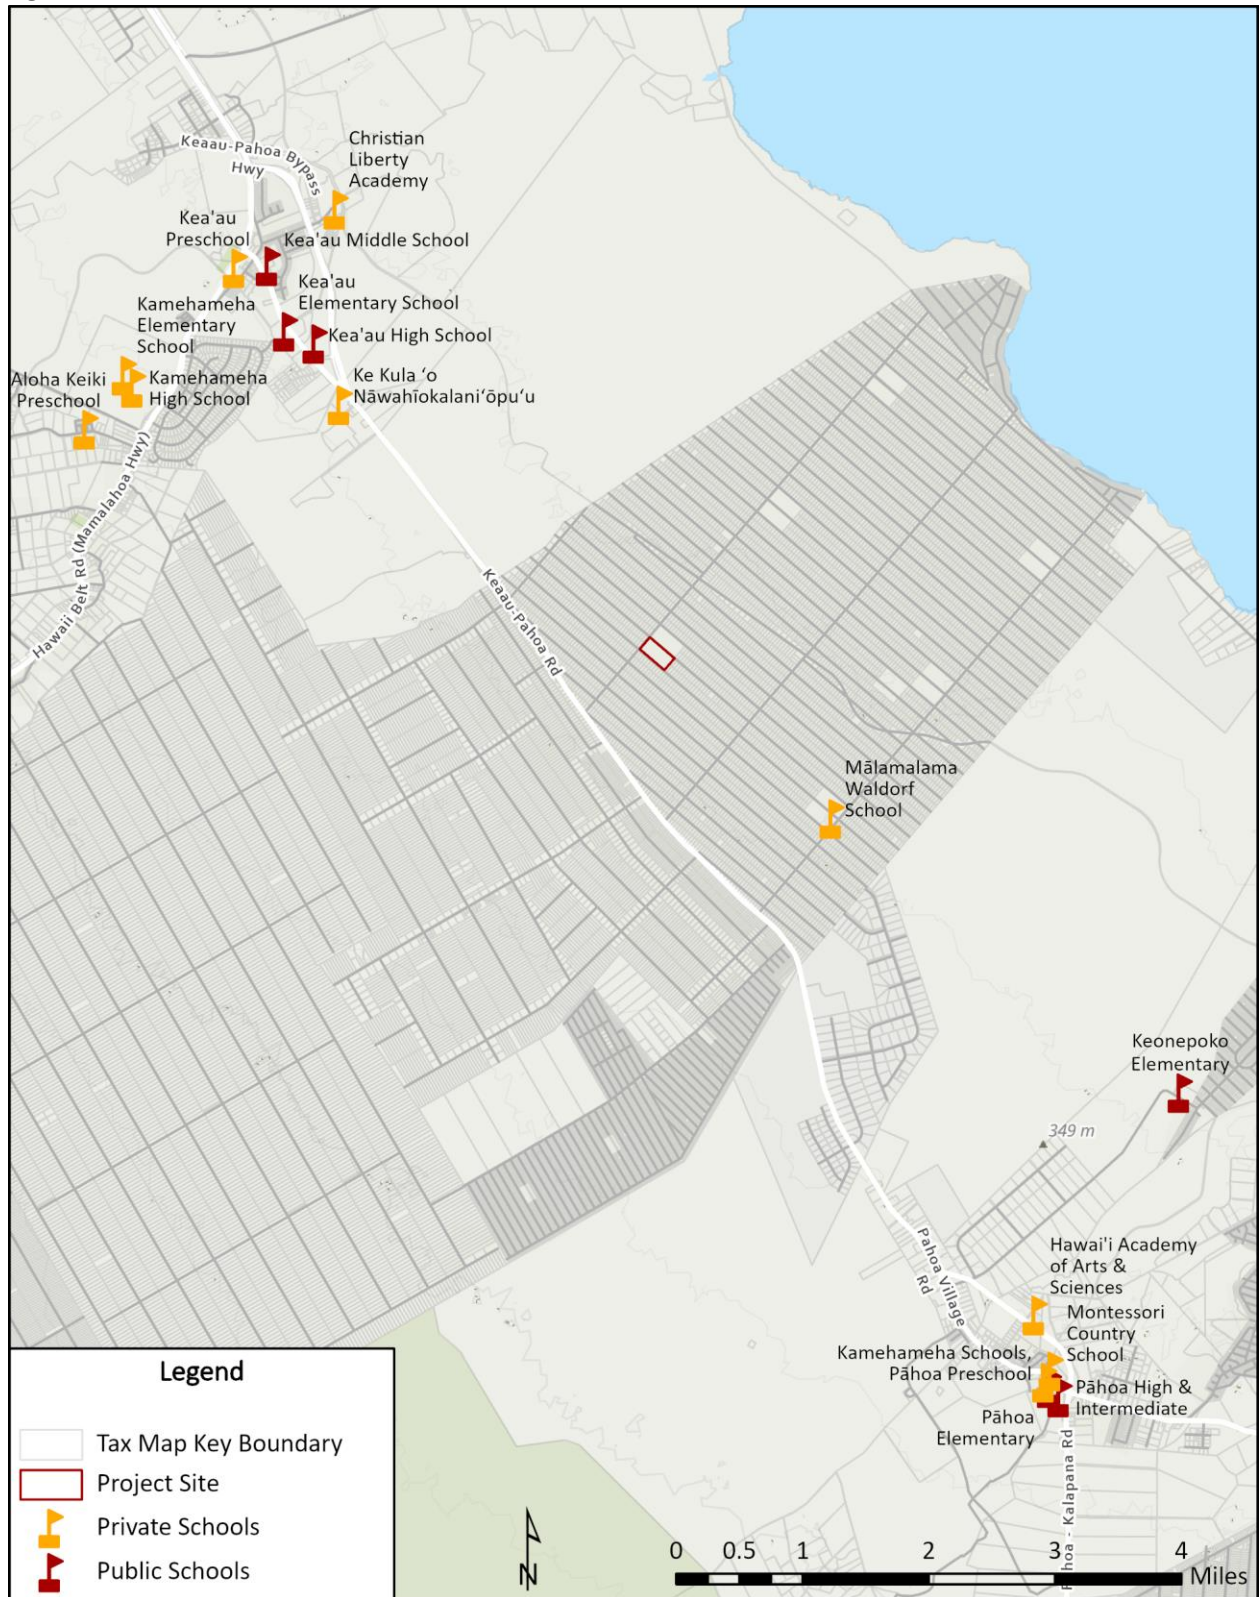 Keaau-Pahoa Bypass
Hwy
Christian
Liberty
Academy
Kea'au
Preschool
Kea'au Middle School
Kea'au
Elementary School
Kamehameha
Elementary
School
Kea'au High School
Aloha Keiki
Preschool
Kamehameha
High School
Ke Kula ʻo
Nāwahīokalaniʻōpuʻu
Hawaii Belt Rd (Mamalahoa Hwy)
Keaau-Pahoa Rd
Mālamalama
Waldorf
School
Keonepoko
Elementary
349 m
Pahoa Village
Rd
Hawai'i Academy
of Arts &
Sciences
Montessori
Country
School
Kamehameha Schools,
Pāhoa Preschool
Pāhoa High &
Intermediate
Pāhoa
Elementary
Kalapana Rd
Legend
Tax Map Key Boundary
Project Site
Private Schools
Public Schools
N
0 0.5 1 2 3 4
Miles